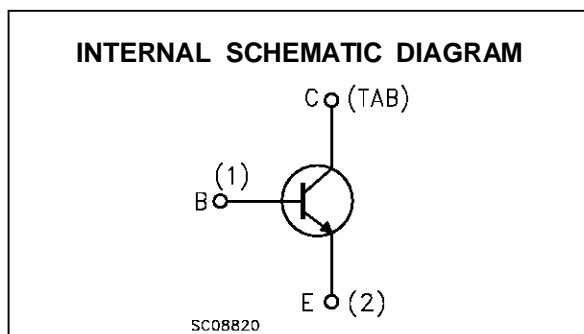 INTERNAL SCHEMATIC DIAGRAM
C (TAB)
(1)
B
E (2)
SC08820